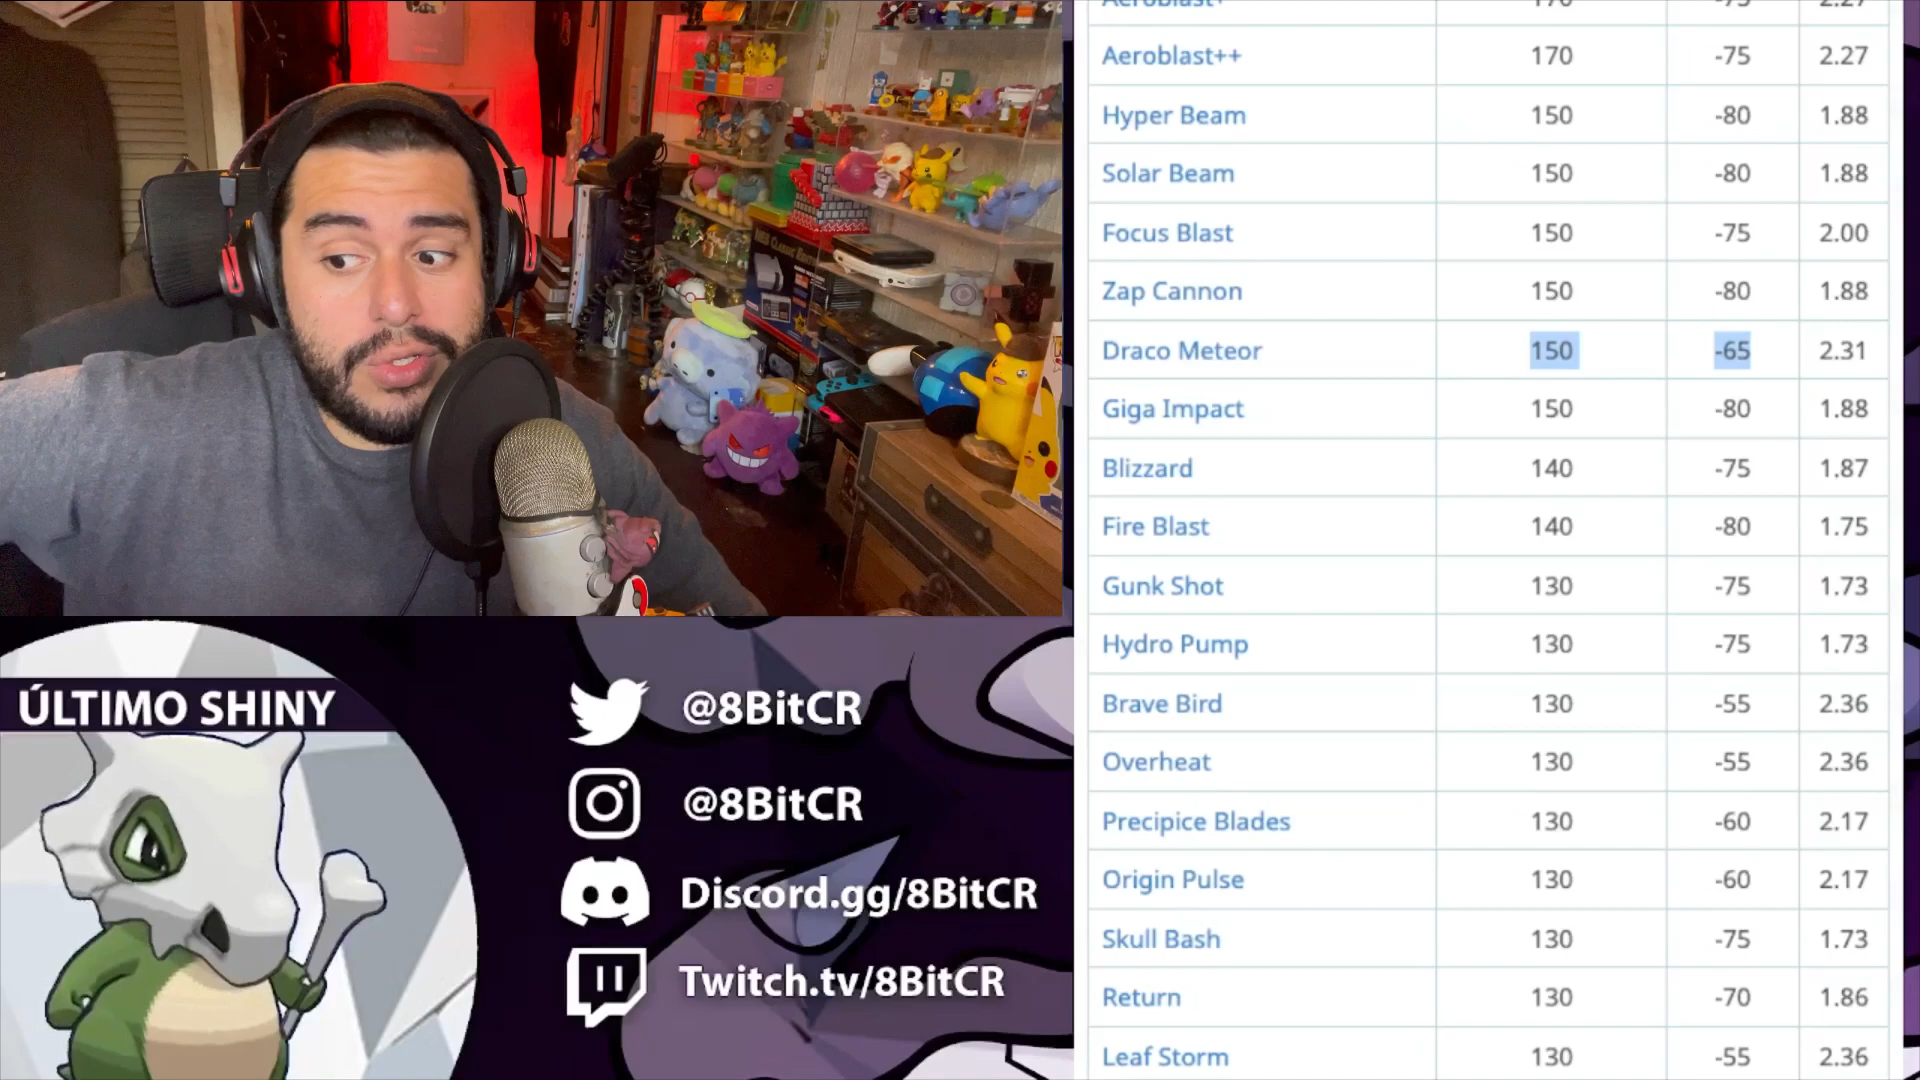 Aeroblast+ 170 -75 2.27
Aeroblast++ 170 -75 2.27
Hyper Beam 150 -80 1.88
Solar Beam 150 -80 1.88
Focus Blast 150 -75 2.00
Zap Cannon 150 -80 1.88
Draco Meteor 150 -65 2.31
Giga Impact 150 -80 1.88
Blizzard 140 -75 1.87
Fire Blast 140 -80 1.75
Gunk Shot 130 -75 1.73
Hydro Pump 130 -75 1.73
Brave Bird 130 -55 2.36
Overheat 130 -55 2.36
Precipice Blades 130 -60 2.17
Origin Pulse 130 -60 2.17
Skull Bash 130 -75 1.73
Return 130 -70 1.86
Leaf Storm 130 -55 2.36
ÚLTIMO SHINY
@8BitCR
@8BitCR
Discord.gg/8BitCR
Twitch.tv/8BitCR